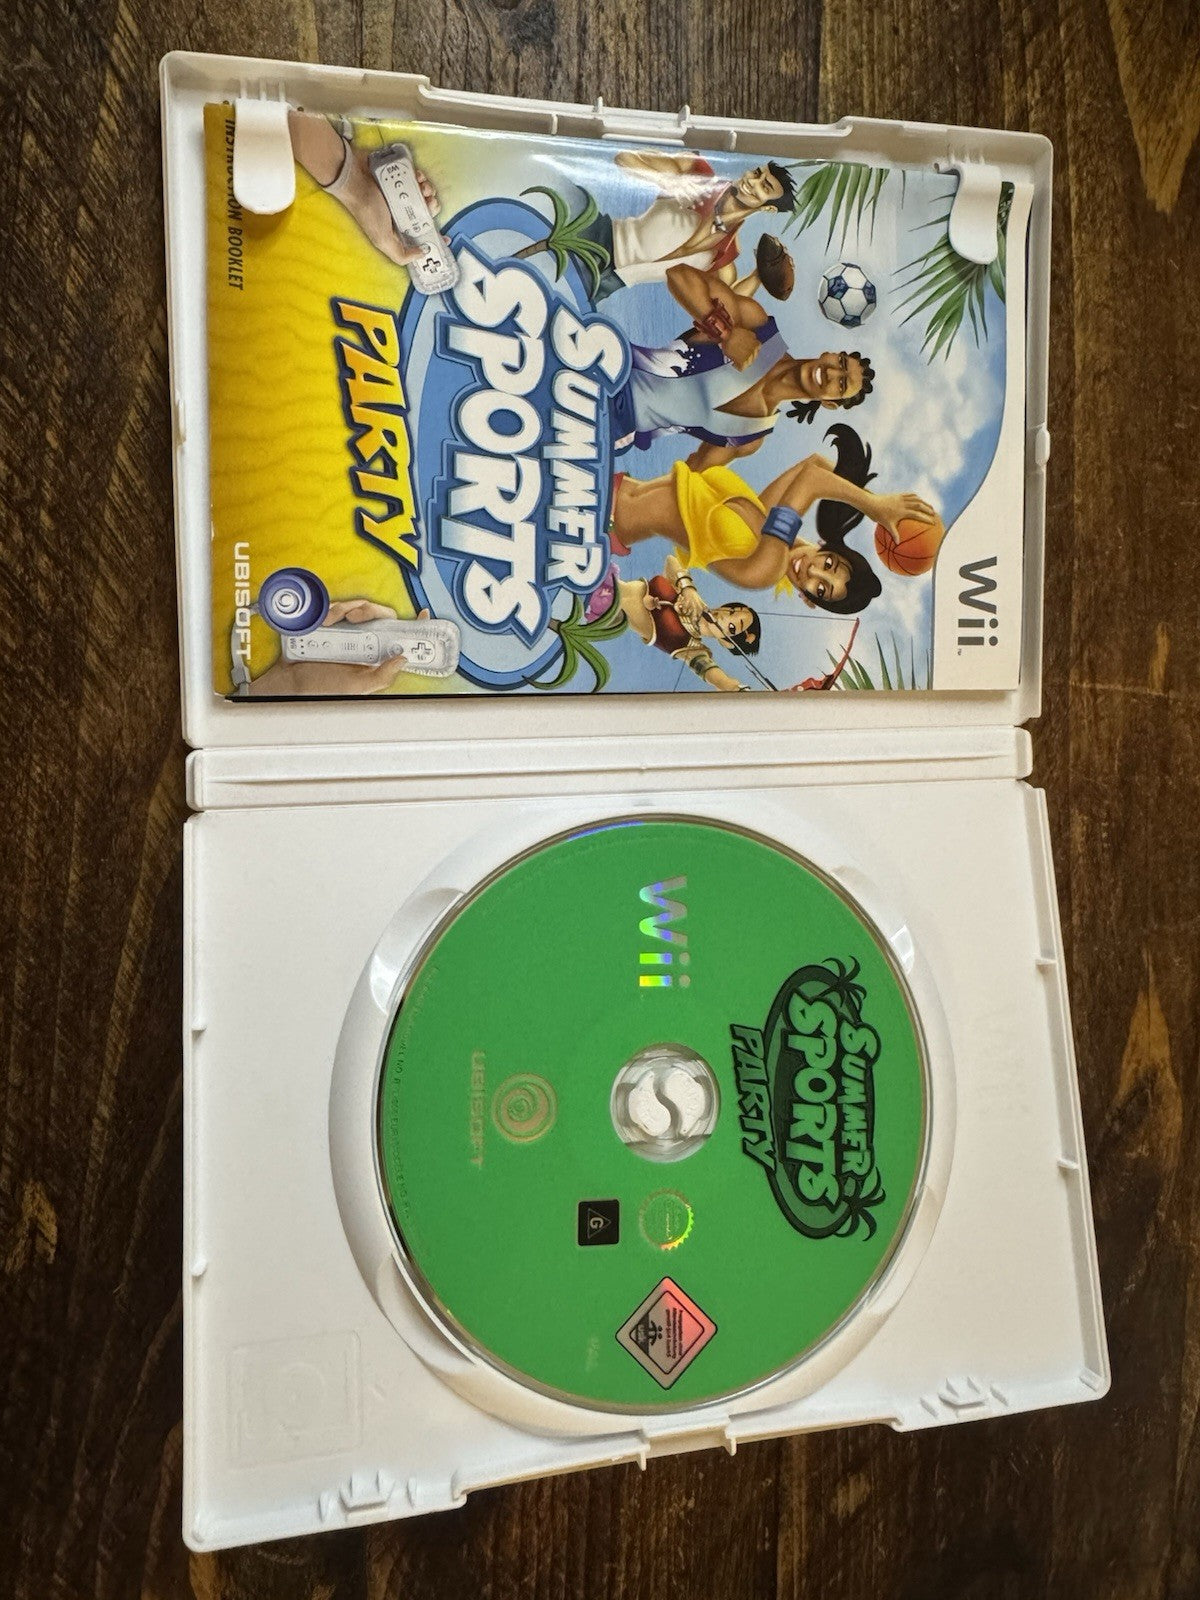 INSTRUCTION BOOKLET
Wii
SUMMER
SPORTS
PARTY
UBISOFT
SUMMER
SPORTS
PARTY
Wii
UBISOFT
G